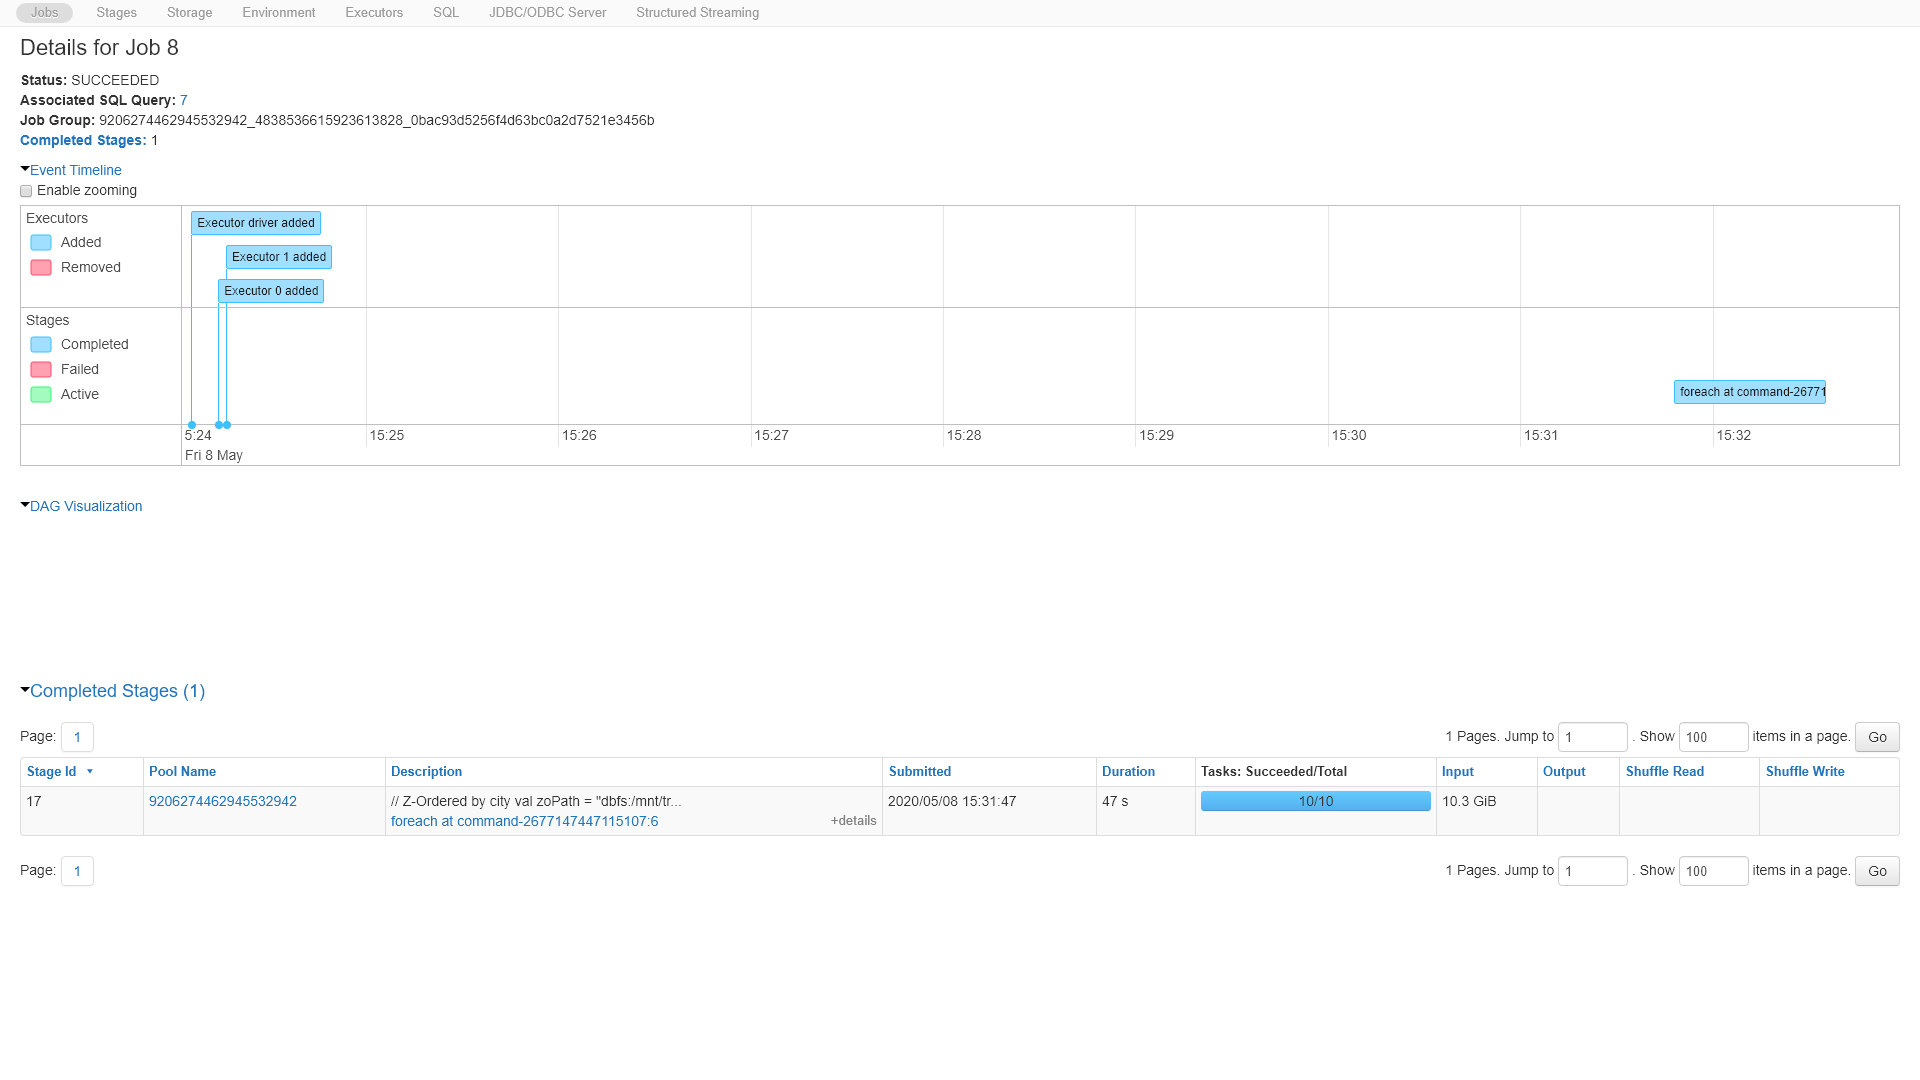 Jobs Stages Storage Environment Executors SQL JDBC/ODBC Server Structured Streaming
Details for Job 8
Status: SUCCEEDED
Associated SQL Query: 7
Job Group: 9206274462945532942_4838536615923613828_0bac93d5256f4d63bc0a2d7521e3456b
Completed Stages: 1
Event Timeline
Enable zooming
Executors
Added
Removed
Executor driver added
Executor 1 added
Executor 0 added
Stages
Completed
Failed
Active
foreach at command-26771
5:24 15:25 15:26 15:27 15:28 15:29 15:30 15:31 15:32
Fri 8 May
DAG Visualization
Completed Stages (1)
Page: 1 1 Pages. Jump to 1 . Show 100 items in a page. Go
Stage Id Pool Name Description Submitted Duration Tasks: Succeeded/Total Input Output Shuffle Read Shuffle Write
17 9206274462945532942 // Z-Ordered by city val zoPath = "dbfs:/mnt/tr... 2020/05/08 15:31:47 47 s 10/10 10.3 GiB
foreach at command-2677147447115107:6 +details
Page: 1 1 Pages. Jump to 1 . Show 100 items in a page. Go